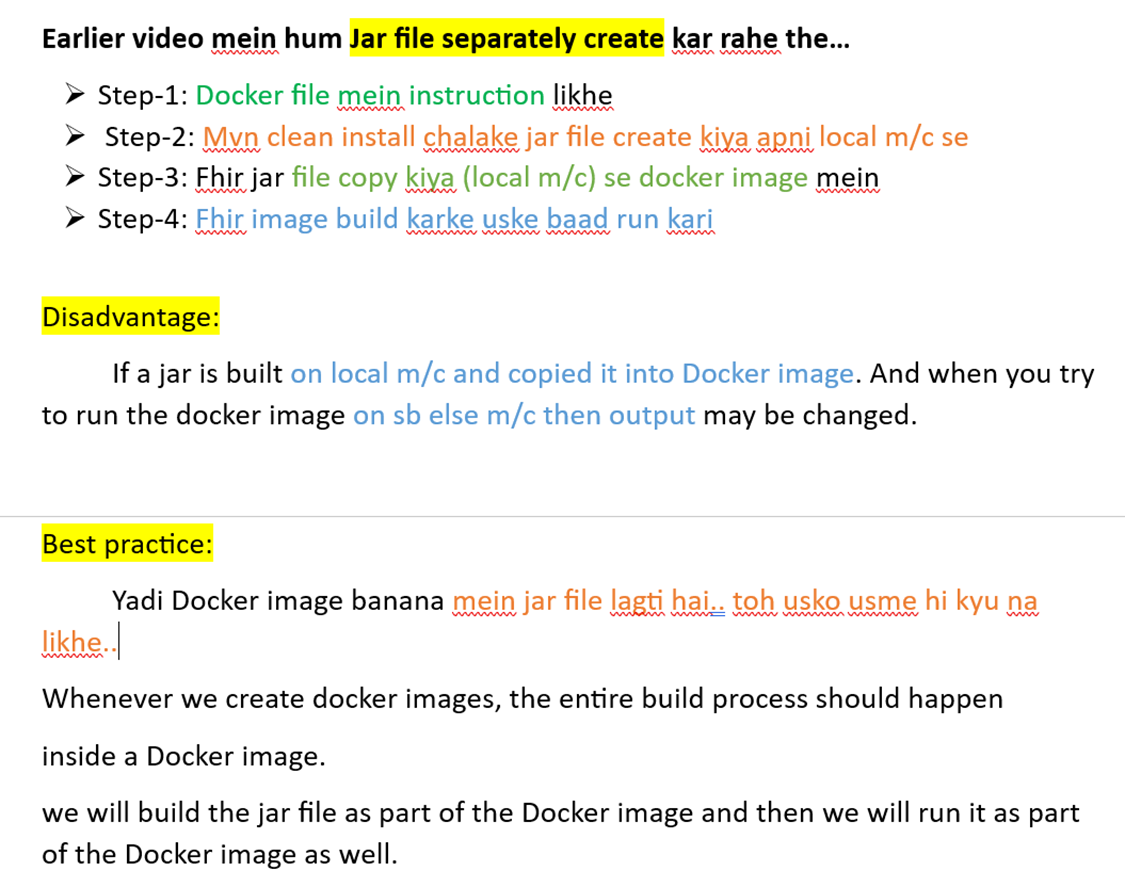 Earlier video mein hum Jar file separately create kar rahe the...
➢ Step-1: Docker file mein instruction likhe
➢ Step-2: Mvn clean install chalake jar file create kiya apni local m/c se
➢ Step-3: Fhir jar file copy kiya (local m/c) se docker image mein
➢ Step-4: Fhir image build karke uske baad run kari
Disadvantage:
If a jar is built on local m/c and copied it into Docker image. And when you try
to run the docker image on sb else m/c then output may be changed.
Best practice:
Yadi Docker image banana mein jar file lagti hai.. toh usko usme hi kyu na
likhe..
Whenever we create docker images, the entire build process should happen
inside a Docker image.
we will build the jar file as part of the Docker image and then we will run it as part
of the Docker image as well.